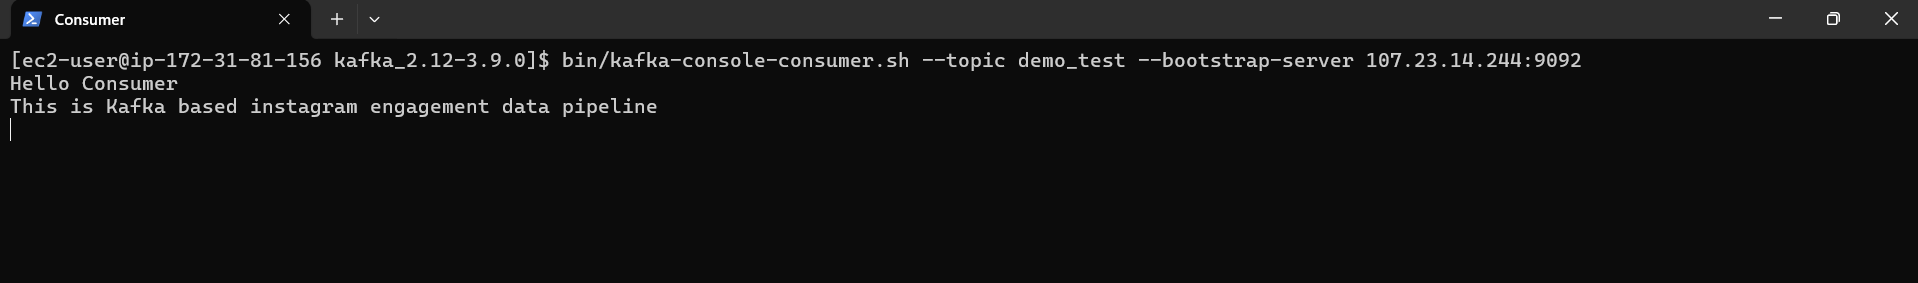 Consumer
[ec2-user@ip-172-31-81-156 kafka_2.12-3.9.0]$ bin/kafka-console-consumer.sh --topic demo_test --bootstrap-server 107.23.14.244:9092
Hello Consumer
This is Kafka based instagram engagement data pipeline